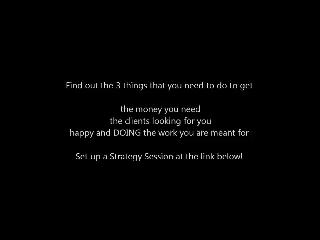 Find out the 3 things that you need to do to get
the money you need
the clients looking for you
happy and DOING the work you are meant for
Set up a Strategy Session at the link below!